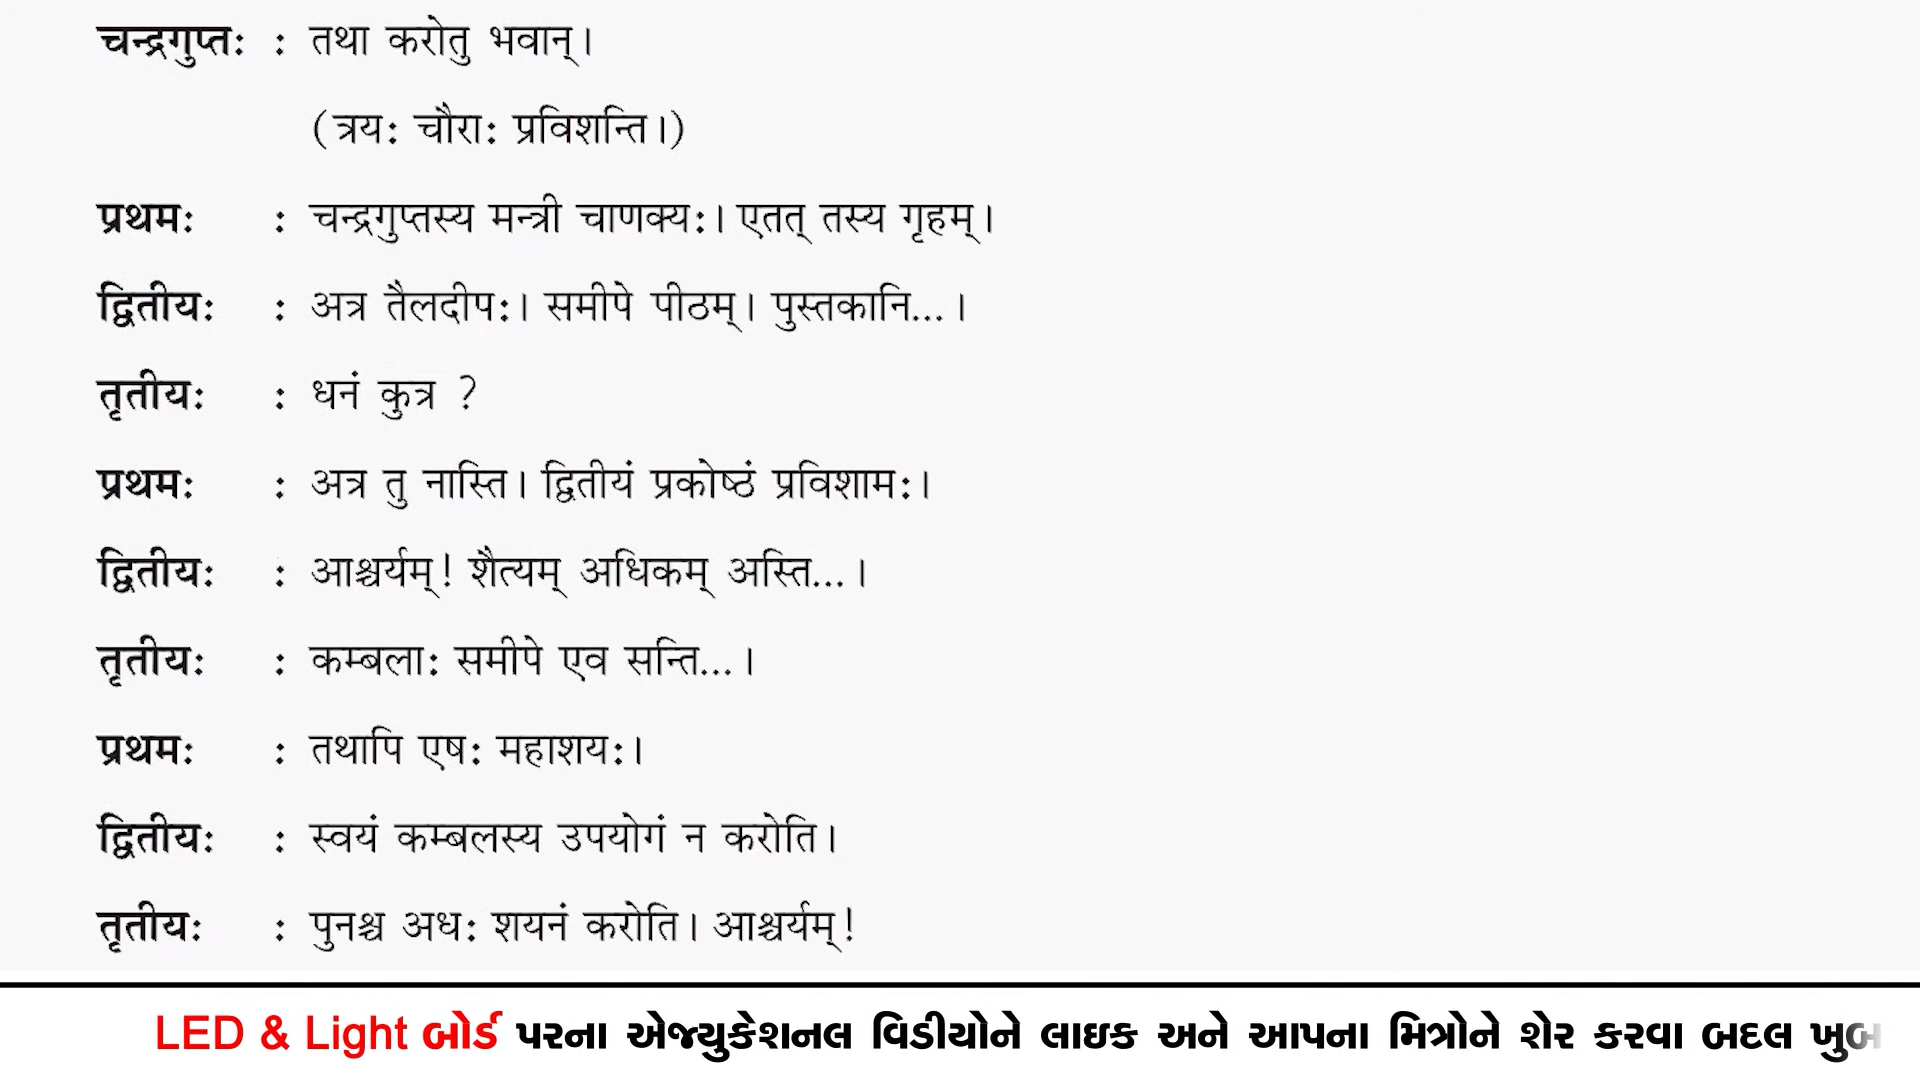 चन्द्रगुप्तः : तथा करोतु भवान्।
(त्रयः चौराः प्रविशन्ति।)
प्रथमः : चन्द्रगुप्तस्य मन्त्री चाणक्यः। एतत् तस्य गृहम्।
द्वितीयः : अत्र तैलदीपः। समीपे पीठम्। पुस्तकानि...।
तृतीयः : धनं कुत्र ?
प्रथमः : अत्र तु नास्ति। द्वितीयं प्रकोष्ठं प्रविशामः।
द्वितीयः : आश्चर्यम्! शैत्यम् अधिकम् अस्ति...।
तृतीयः : कम्बलाः समीपे एव सन्ति...।
प्रथमः : तथापि एषः महाशयः।
द्वितीयः : स्वयं कम्बलस्य उपयोगं न करोति।
तृतीयः : पुनश्च अधः शयनं करोति। आश्चर्यम्!
LED & Light બોર્ડ પરના એજ્યુકેશનલ વિડીયોને લાઇક અને આપના મિત્રોને શેર કરવા બદલ ખુબ